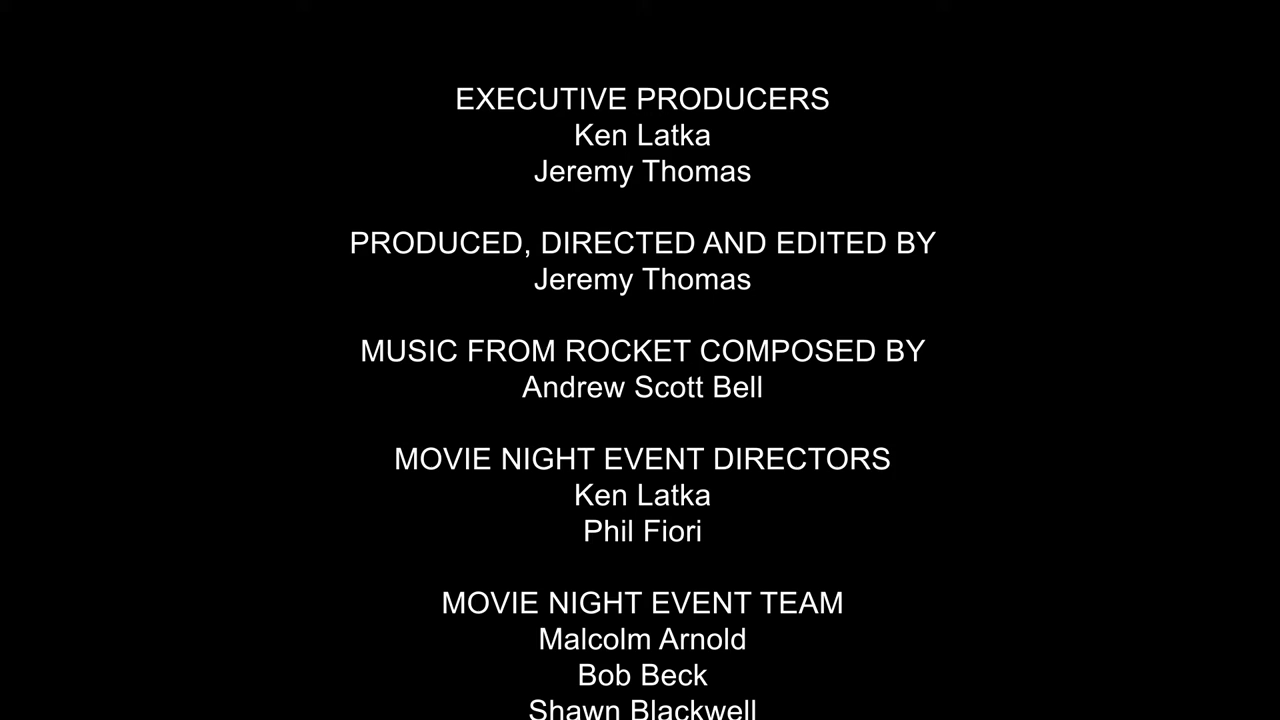 EXECUTIVE PRODUCERS
Ken Latka
Jeremy Thomas
PRODUCED, DIRECTED AND EDITED BY
Jeremy Thomas
MUSIC FROM ROCKET COMPOSED BY
Andrew Scott Bell
MOVIE NIGHT EVENT DIRECTORS
Ken Latka
Phil Fiori
MOVIE NIGHT EVENT TEAM
Malcolm Arnold
Bob Beck
Shawn Blackwell